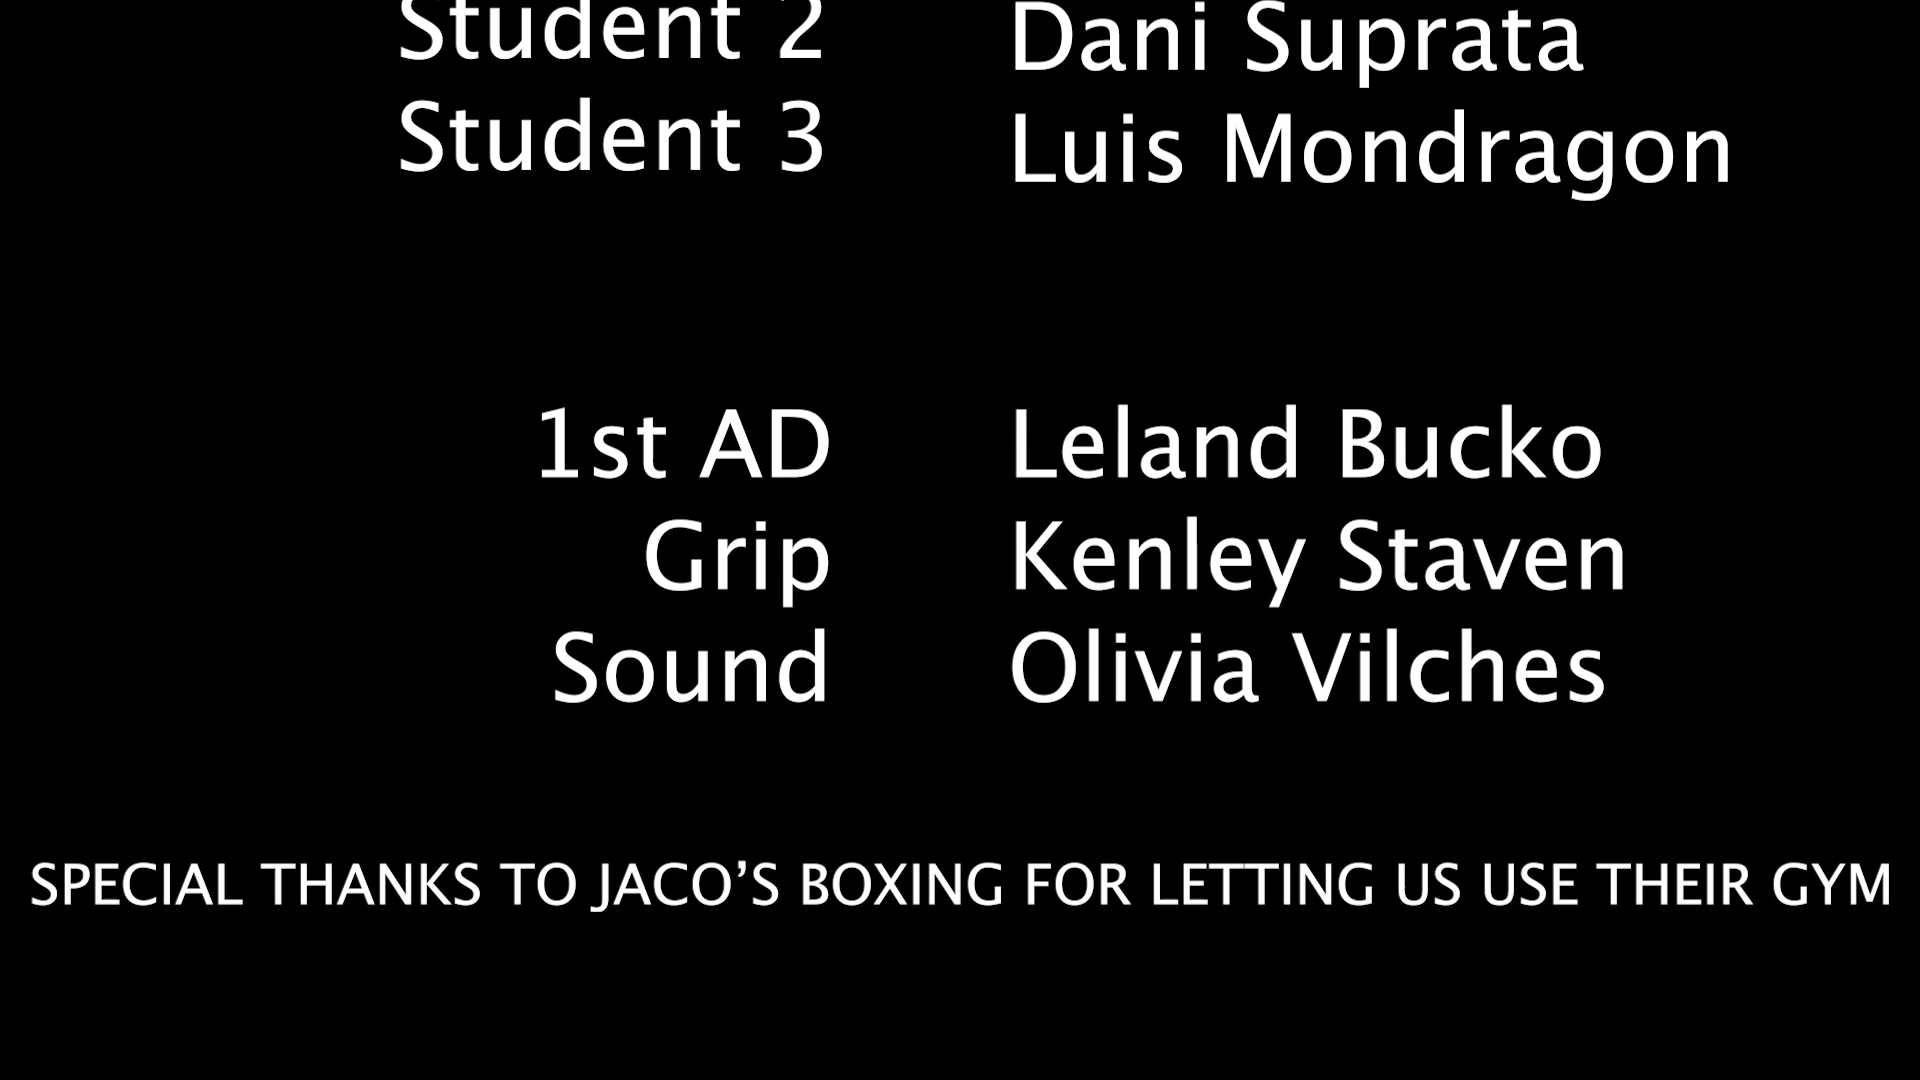 Student 2 Dani Suprata
Student 3 Luis Mondragon
1st AD Leland Bucko
Grip Kenley Staven
Sound Olivia Vilches
SPECIAL THANKS TO JACO’S BOXING FOR LETTING US USE THEIR GYM